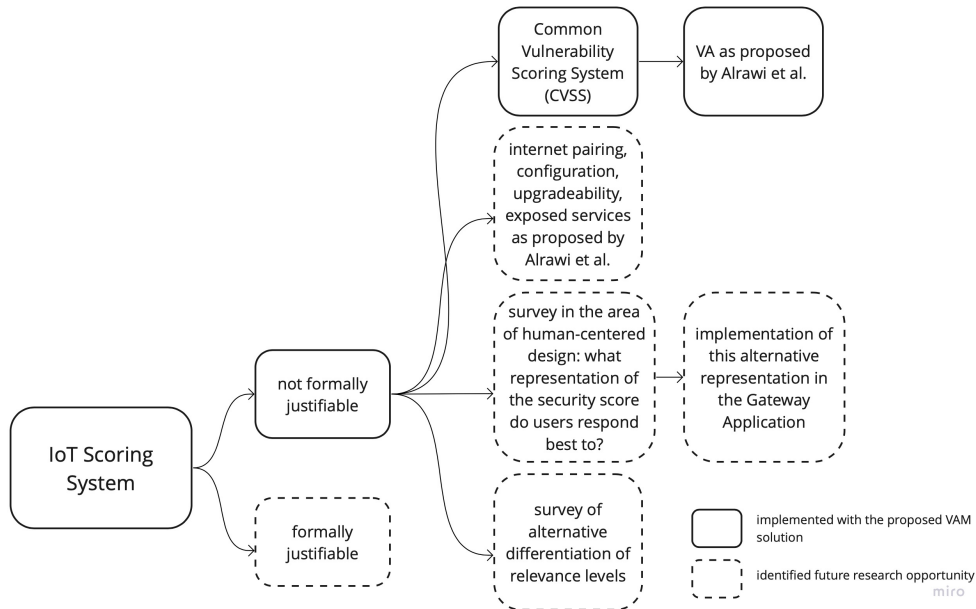 Common
Vulnerability
Scoring System
(CVSS)
VA as proposed
by Alrawi et al.
internet pairing,
configuration,
upgradeability,
exposed services
as proposed by
Alrawi et al.
survey in the area
of human-centered
design: what
representation of
the security score
do users respond
best to?
implementation of
this alternative
representation in
the Gateway
Application
not formally
justifiable
IoT Scoring
System
formally
justifiable
survey of
alternative
differentiation of
relevance levels
implemented with the proposed VAM
solution
identified future research opportunity
miro